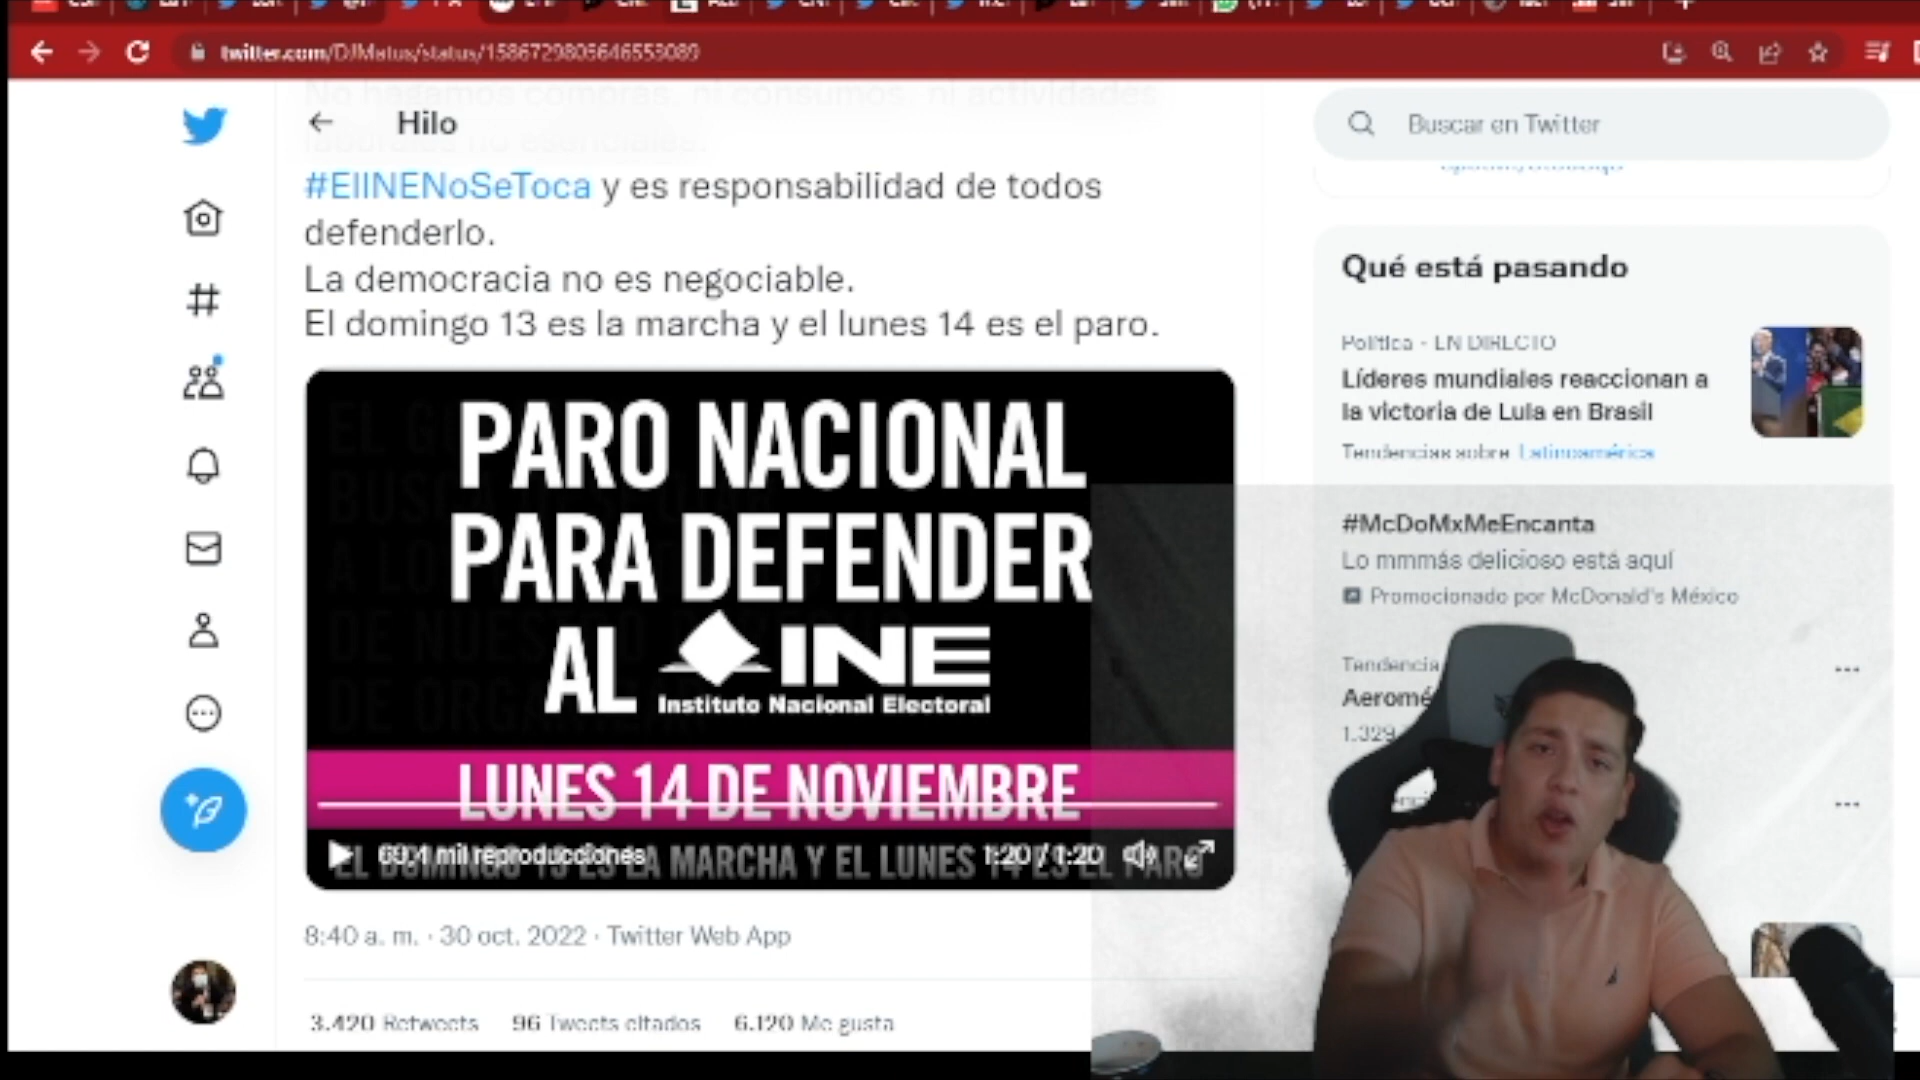 twitter.com/DJMatus/status/1586729805646553089
No hagamos compras, ni consumos, ni actividades
laborales no esenciales.
Hilo
#ElINENoSeToca y es responsabilidad de todos
defenderlo.
La democracia no es negociable.
El domingo 13 es la marcha y el lunes 14 es el paro.
PARO NACIONAL
PARA DEFENDER
AL INE
Instituto Nacional Electoral
LUNES 14 DE NOVIEMBRE
EL DOMINGO 13 ES LA MARCHA Y EL LUNES 14 ES EL PARO
69,4 mil reproducciones
1:20 / 1:20
8:40 a. m. · 30 oct. 2022 · Twitter Web App
3.420 Retweets 96 Tweets citados 6.120 Me gusta
Buscar en Twitter
Qué está pasando
Política · EN DIRECTO
Líderes mundiales reaccionan a
la victoria de Lula en Brasil
Tendencias sobre Latinoamérica
#McDoMxMeEncanta
Lo mmmás delicioso está aquí
Promocionado por McDonald's México
Tendencia
Aeromé
1.329